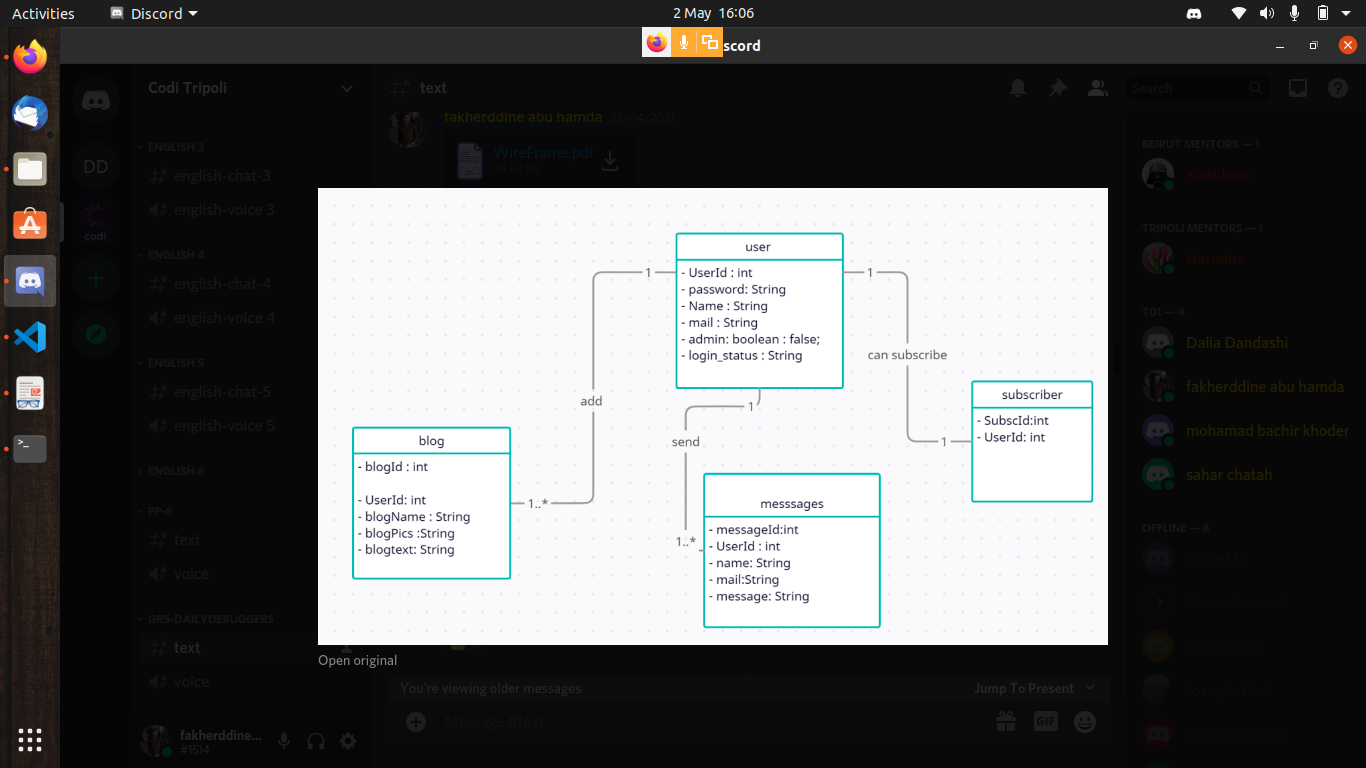 Activities
Discord
2 May 16:06
scord
Codi Tripoli
text
Search
fakherddine abu hamda 23/04/2021
WireFrame.pdf
ENGLISH 3
english-chat-3
english-voice 3
ENGLISH 4
english-chat-4
english-voice 4
ENGLISH 5
english-chat-5
english-voice 5
ENGLISH 6
PP-6
text
voice
GR5-DAILYDEBUGGERS
text
voice
fakherddine...
#1514
DD
codi
user
- UserId : int
- password: String
- Name : String
- mail : String
- admin: boolean : false;
- login_status : String
1
1
add
can subscribe
1
send
subscriber
- SubscId:int
- UserId: int
1
blog
- blogId : int
- UserId: int
- blogName : String
- blogPics :String
- blogtext: String
1..*
messsages
- messageId:int
- UserId : int
- name: String
- mail:String
- message: String
1..*
Open original
You're viewing older messages
Jump To Present
Message #text
GIF
BEIRUT MENTORS — 1
Khaldoun
TRIPOLI MENTORS — 1
Nermine
T01 — 4
Dalia Dandashi
fakherddine abu hamda
mohamad bachir khoder
sahar chatah
OFFLINE — 8